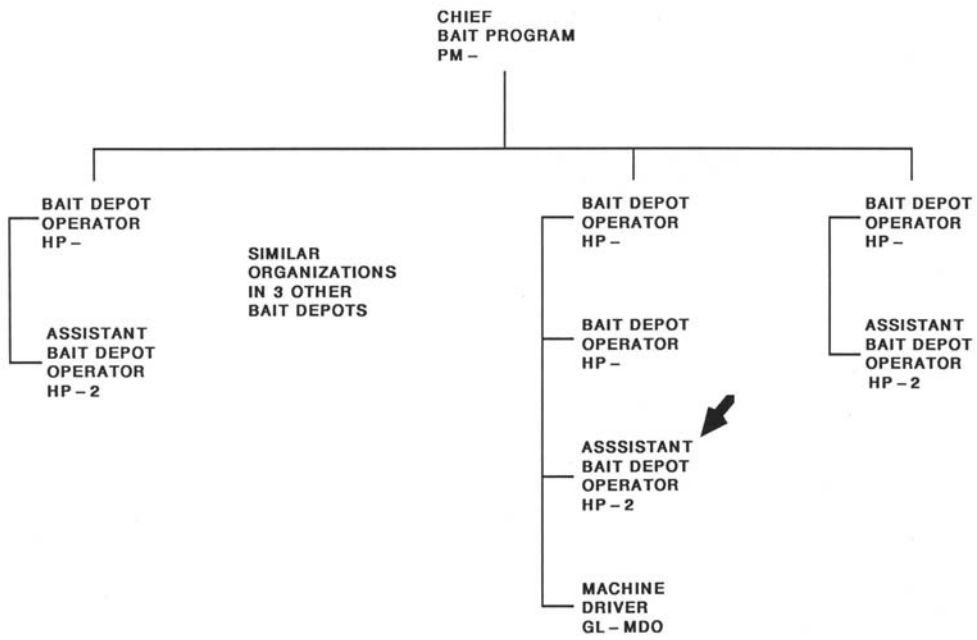 CHIEF
BAIT PROGRAM
PM –
BAIT DEPOT
OPERATOR
HP –
ASSISTANT
BAIT DEPOT
OPERATOR
HP – 2
SIMILAR
ORGANIZATIONS
IN 3 OTHER
BAIT DEPOTS
BAIT DEPOT
OPERATOR
HP –
BAIT DEPOT
OPERATOR
HP –
ASSSISTANT
BAIT DEPOT
OPERATOR
HP – 2
MACHINE
DRIVER
GL – MDO
BAIT DEPOT
OPERATOR
HP –
ASSISTANT
BAIT DEPOT
OPERATOR
HP – 2